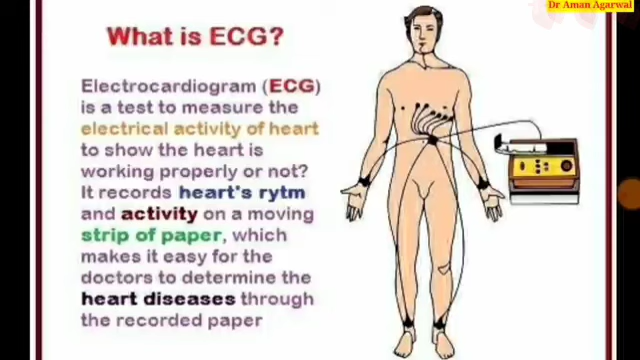 Dr Aman Agarwal
What is ECG?
Electrocardiogram (ECG)
is a test to measure the
electrical activity of heart
to show the heart is
working properly or not?
It records heart's rytm
and activity on a moving
strip of paper, which
makes it easy for the
doctors to determine the
heart diseases through
the recorded paper